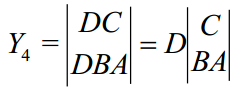 Y₄ = |DC DBA| = D|C BA|